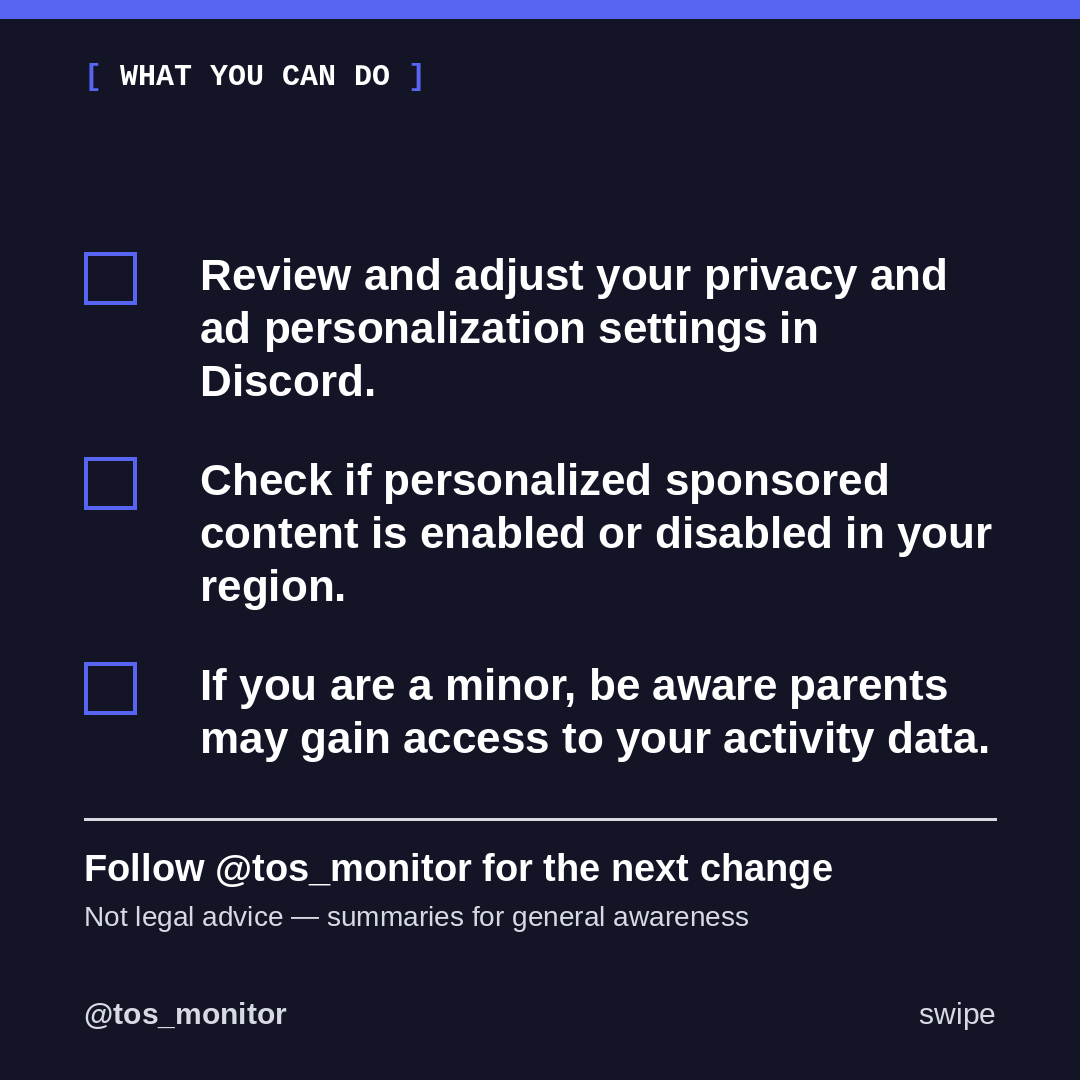 [ WHAT YOU CAN DO ]
Review and adjust your privacy and
ad personalization settings in
Discord.
Check if personalized sponsored
content is enabled or disabled in your
region.
If you are a minor, be aware parents
may gain access to your activity data.
Follow @tos_monitor for the next change
Not legal advice — summaries for general awareness
@tos_monitor
swipe